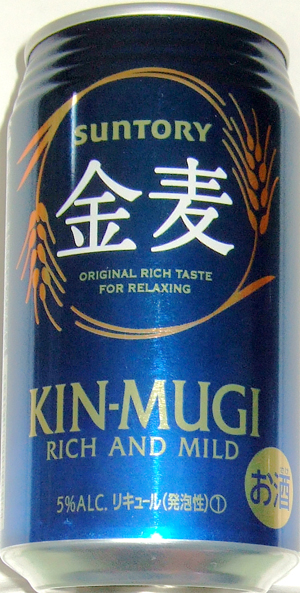 SUNTORY
金麦
ORIGINAL RICH TASTE
FOR RELAXING
KIN-MUGI
RICH AND MILD
お酒
5%ALC. リキュール(発泡性)①